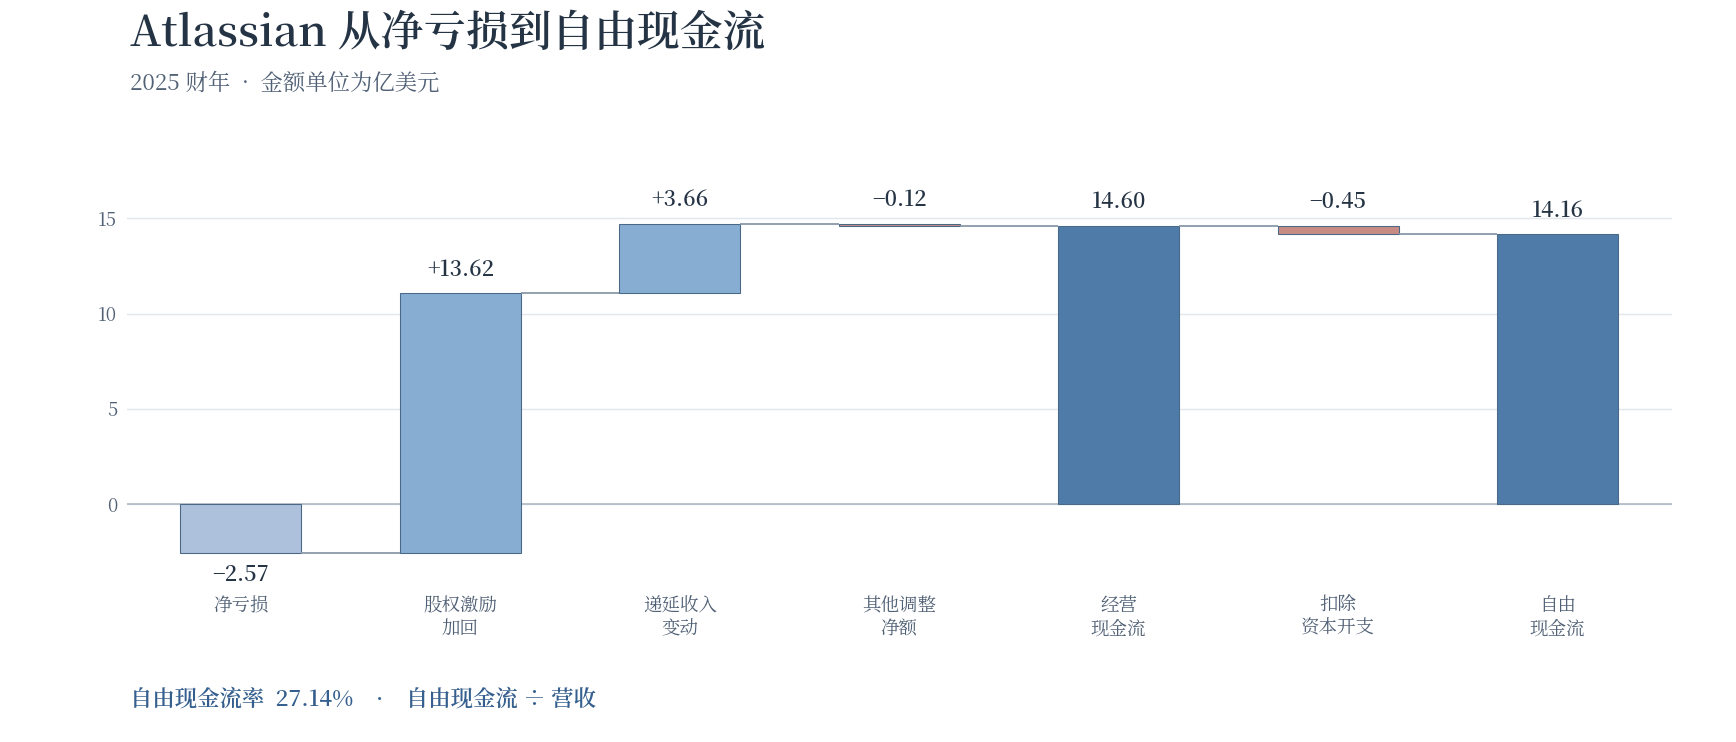 Atlassian 从净亏损到自由现金流
2025 财年 · 金额单位为亿美元
+3.66
−0.12
14.60
−0.45
14.16
+13.62
15
10
5
0
−2.57
净亏损
股权激励
加回
递延收入
变动
其他调整
净额
经营
现金流
扣除
资本开支
自由
现金流
自由现金流率 27.14% · 自由现金流 ÷ 营收